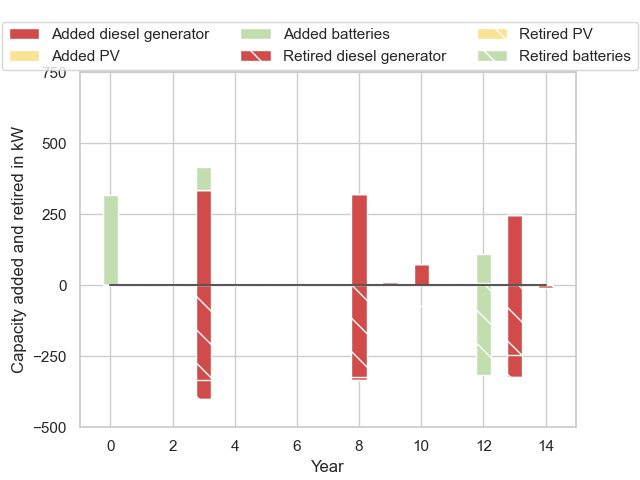 Added diesel generator
Added PV
Added batteries
Retired diesel generator
Retired PV
Retired batteries
Capacity added and retired in kW
750
500
250
0
−250
−500
0 2 4 6 8 10 12 14
Year